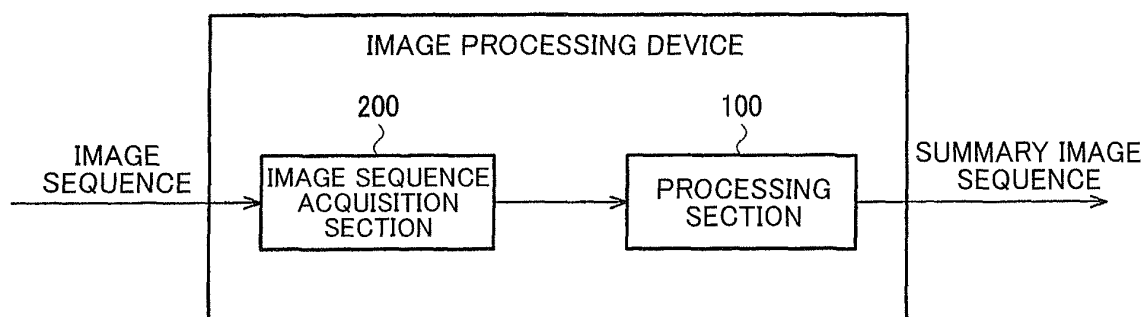 IMAGE PROCESSING DEVICE
200
100
IMAGE
SEQUENCE
IMAGE SEQUENCE
ACQUISITION
SECTION
PROCESSING
SECTION
SUMMARY IMAGE
SEQUENCE